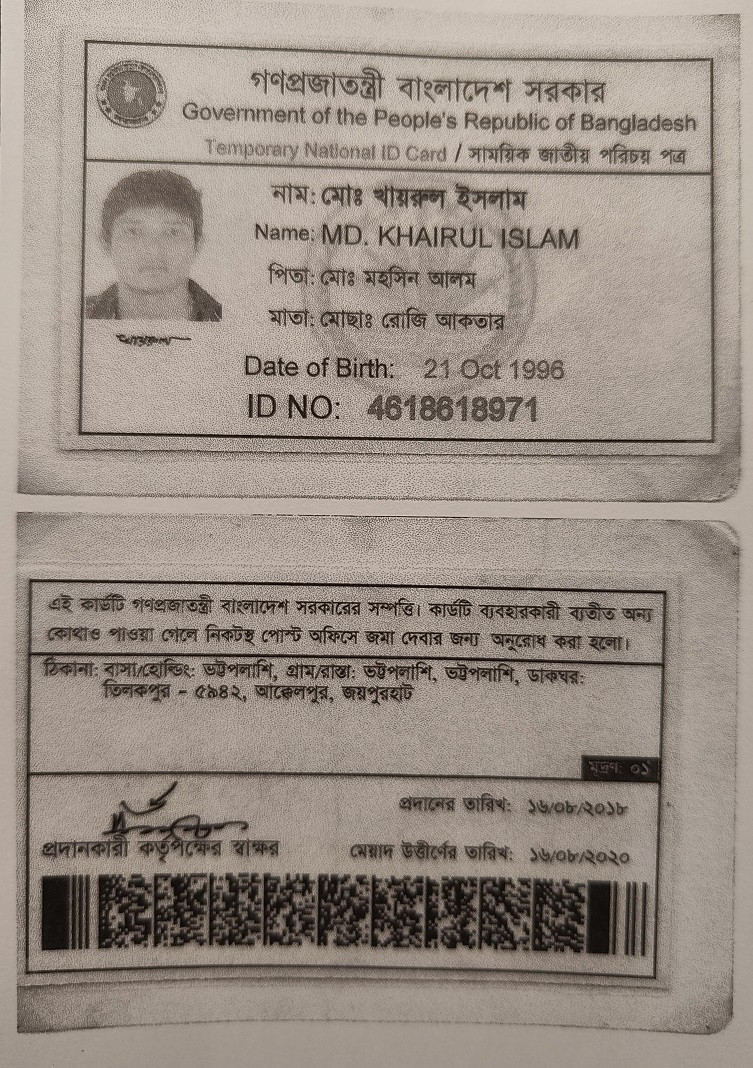 গণপ্রজাতন্ত্রী বাংলাদেশ সরকার
Government of the People's Republic of Bangladesh
Temporary National ID Card / সাময়িক জাতীয় পরিচয় পত্র
নাম: মোঃ খায়রুল ইসলাম
Name: MD. KHAIRUL ISLAM
পিতা: মোঃ মহসিন আলম
মাতা: মোছাঃ রোজি আকতার
Date of Birth: 21 Oct 1996
ID NO: 4618618971
এই কার্ডটি গণপ্রজাতন্ত্রী বাংলাদেশ সরকারের সম্পত্তি। কার্ডটি ব্যবহারকারী ব্যতীত অন্য
কোথাও পাওয়া গেলে নিকটস্থ পোস্ট অফিসে জমা দেবার জন্য অনুরোধ করা হলো।
ঠিকানা: বাসা/হোল্ডিং: ভট্টপলাশি, গ্রাম/রাস্তা: ভট্টপলাশি, ভট্টপলাশি, ডাকঘর:
তিলকপুর - ৫৯৪২, আক্কেলপুর, জয়পুরহাট
মুদ্রণ: ০১
প্রদানের তারিখ: ১৬/০৮/২০১৮
প্রদানকারী কর্তৃপক্ষের স্বাক্ষর
মেয়াদ উত্তীর্ণের তারিখ: ১৬/০৮/২০২০